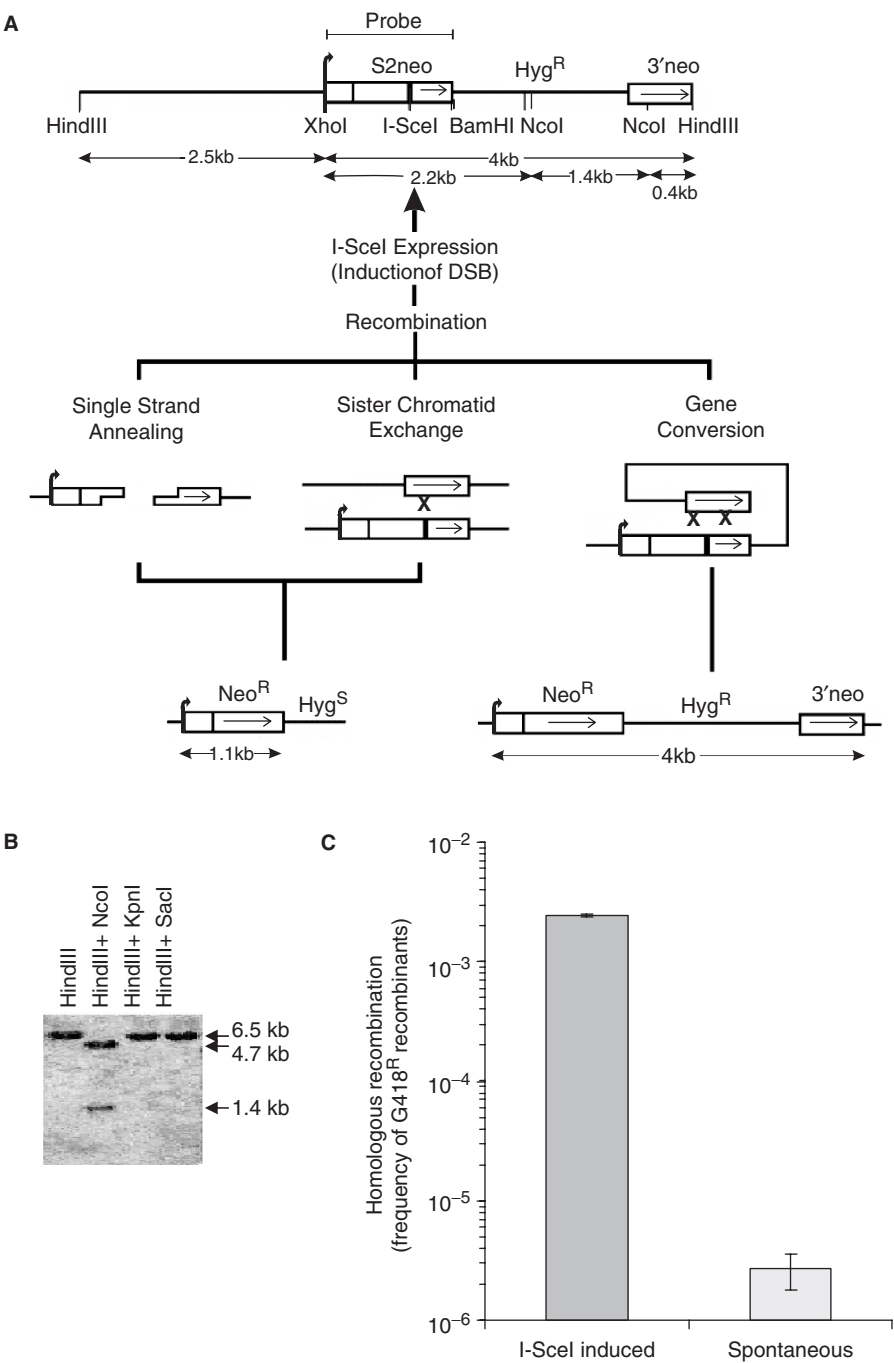 A
Probe
S2neo
Hyg^R
3′neo
HindIII XhoI I-SceI BamHI NcoI NcoI HindIII
2.5kb 4kb
2.2kb 1.4kb
0.4kb
I-SceI Expression
(Inductionof DSB)
Recombination
Single Strand
Annealing
Sister Chromatid
Exchange
Gene
Conversion
X
X X
Neo^R
Hyg^S
1.1kb
Neo^R
Hyg^R
3′neo
4kb
B
HindIII
HindIII+ NcoI
HindIII+ KpnI
HindIII+ SacI
6.5 kb
4.7 kb
1.4 kb
C
Homologous recombination
(frequency of G418^R recombinants)
10^−2
10^−3
10^−4
10^−5
10^−6
I-SceI induced
Spontaneous